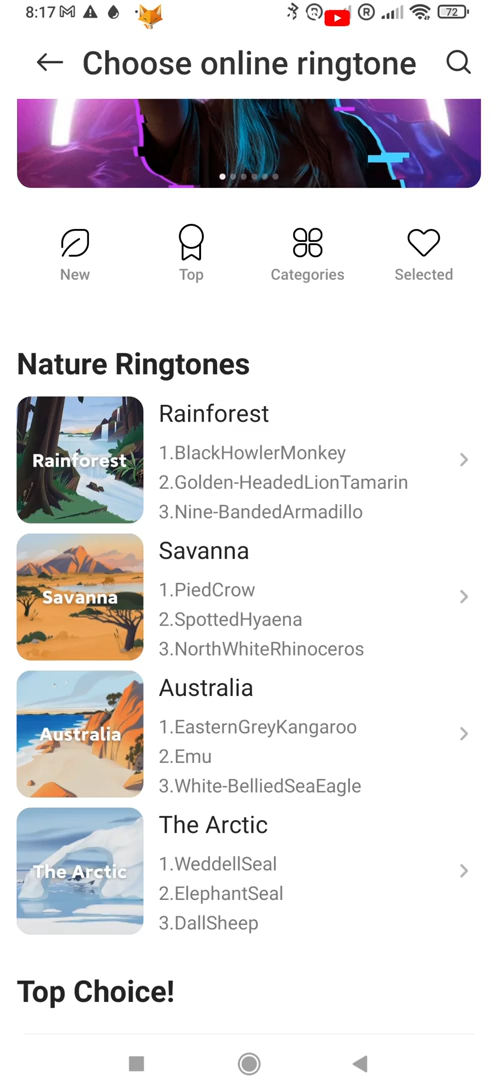 8:17
72
Choose online ringtone
New
Top
Categories
Selected
Nature Ringtones
Rainforest
Rainforest
1.BlackHowlerMonkey
2.Golden-HeadedLionTamarin
3.Nine-BandedArmadillo
Savanna
Savanna
1.PiedCrow
2.SpottedHyaena
3.NorthWhiteRhinoceros
Australia
Australia
1.EasternGreyKangaroo
2.Emu
3.White-BelliedSeaEagle
The Arctic
The Arctic
1.WeddellSeal
2.ElephantSeal
3.DallSheep
Top Choice!